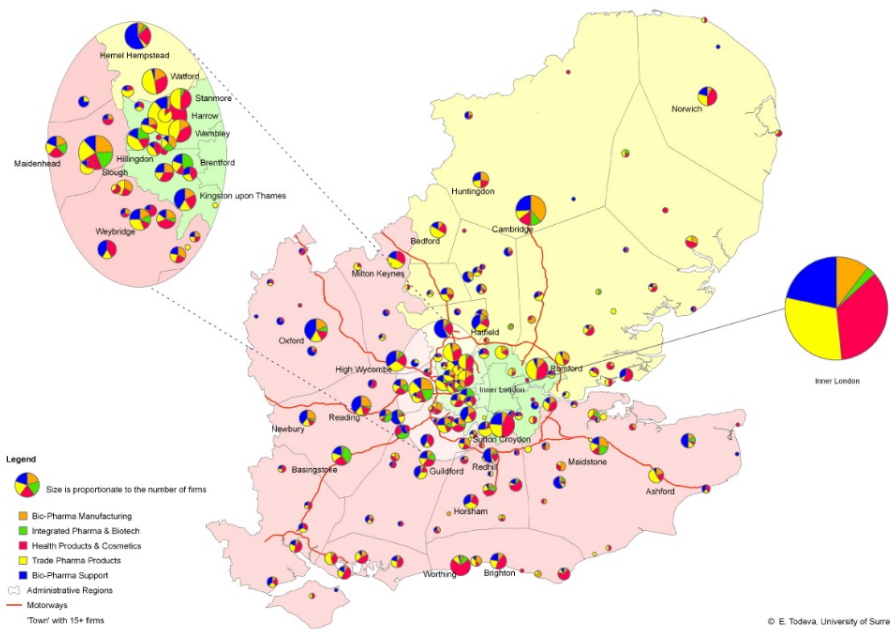 Hemel Hempstead
Watford
Stanmore
Harrow
Wembley
Maidenhead
Hillingdon
Brentford
Slough
Kingston upon Thames
Weybridge
Norwich
Huntingdon
Cambridge
Bedford
Milton Keynes
Oxford
Hatfield
High Wycombe
Inner London
Romford
Inner London
Reading
Newbury
Sutton Croydon
Basingstoke
Guildford
Redhill
Maidstone
Ashford
Horsham
Worthing
Brighton
Legend
Size is proportionate to the number of firms
Bio-Pharma Manufacturing
Integrated Pharma & Biotech
Health Products & Cosmetics
Trade Pharma Products
Bio-Pharma Support
Administrative Regions
Motorways
'Town' with 15+ firms
© E. Todeva, University of Surre